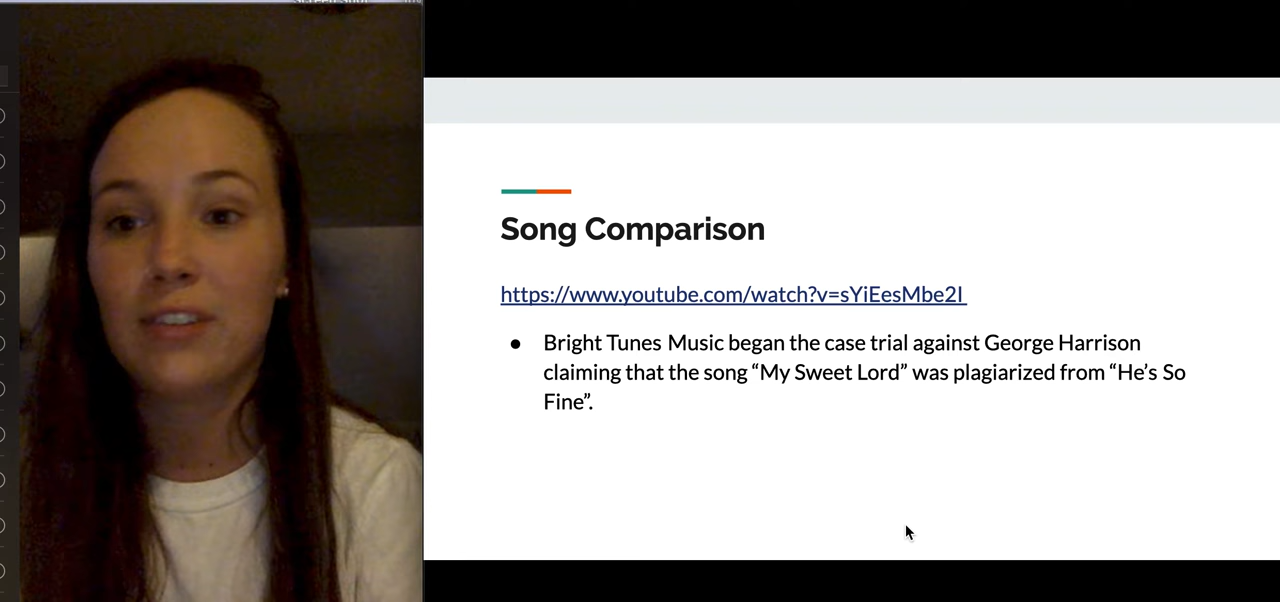 Song Comparison
https://www.youtube.com/watch?v=sYiEesMbe2I
● Bright Tunes Music began the case trial against George Harrison
claiming that the song “My Sweet Lord” was plagiarized from “He’s So
Fine”.